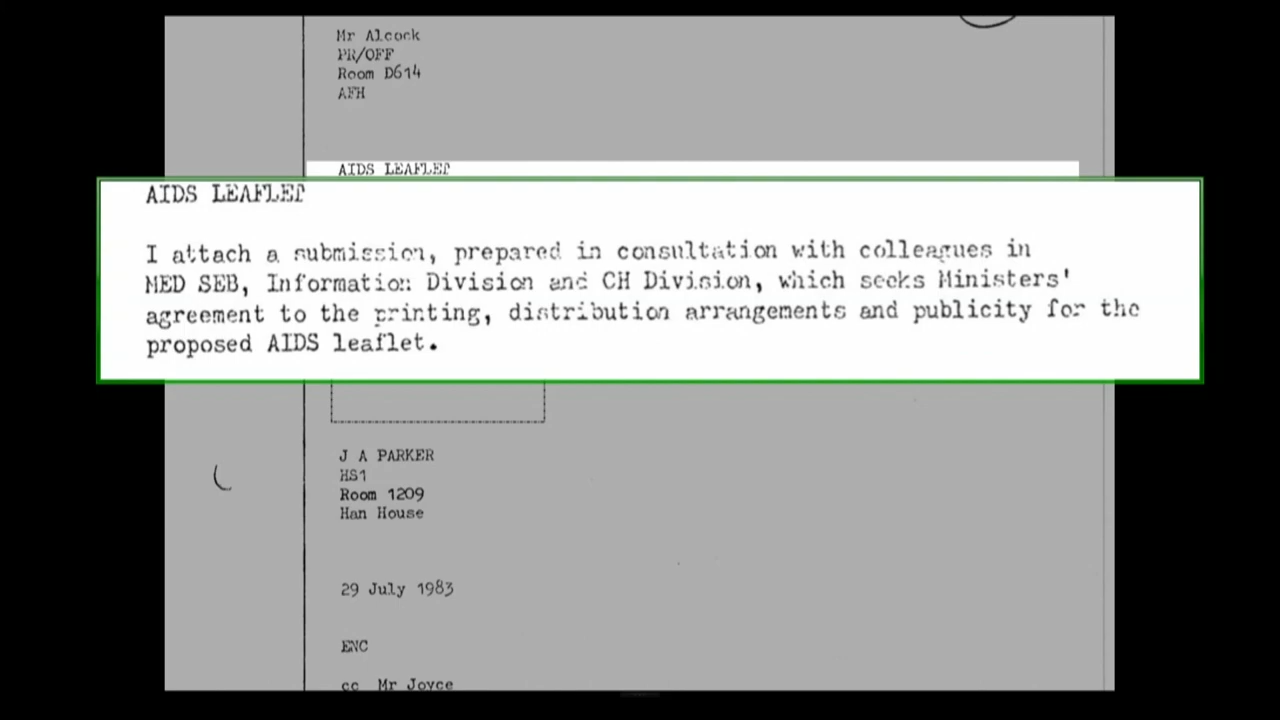 Mr Alcock
PR/OFF
Room D614
AFH
AIDS LEAFLET
AIDS LEAFLET
I attach a submission, prepared in consultation with colleagues in
MED SEB, Information Division and CH Division, which seeks Ministers'
agreement to the printing, distribution arrangements and publicity for the
proposed AIDS leaflet.
J A PARKER
HS1
Room 1209
Han House
29 July 1983
ENC
cc Mr Joyce